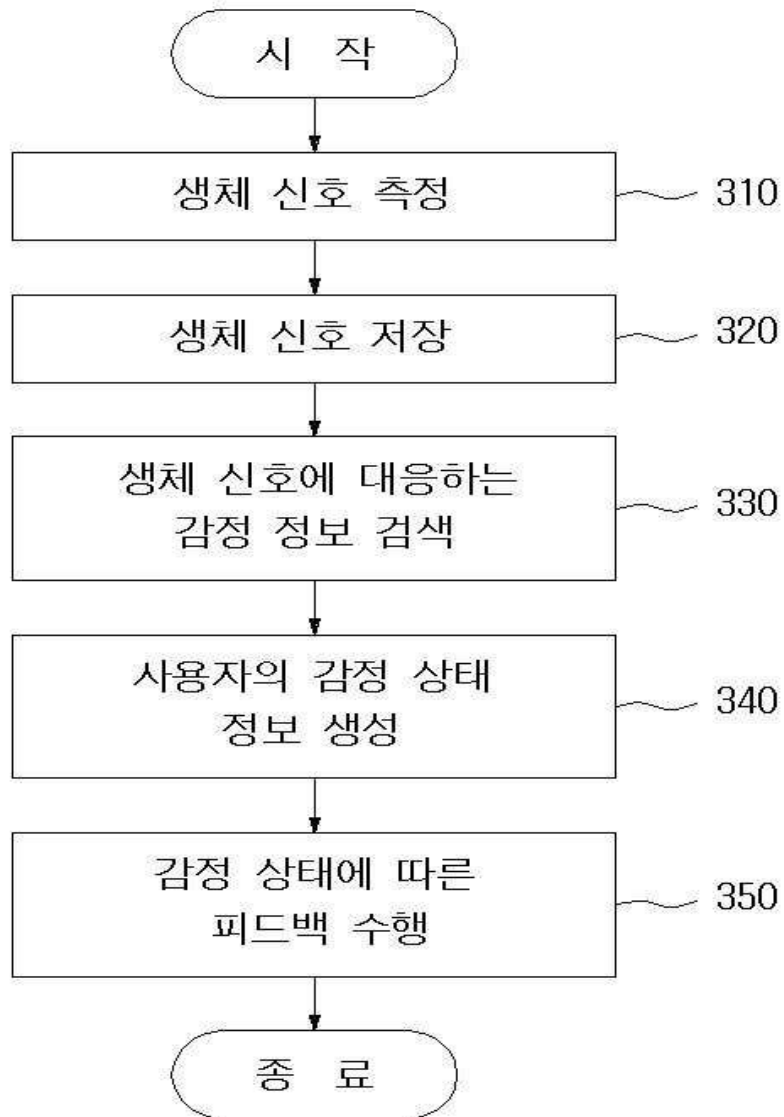 시 작
생체 신호 측정
310
생체 신호 저장
320
생체 신호에 대응하는
감정 정보 검색
330
사용자의 감정 상태
정보 생성
340
감정 상태에 따른
피드백 수행
350
종 료